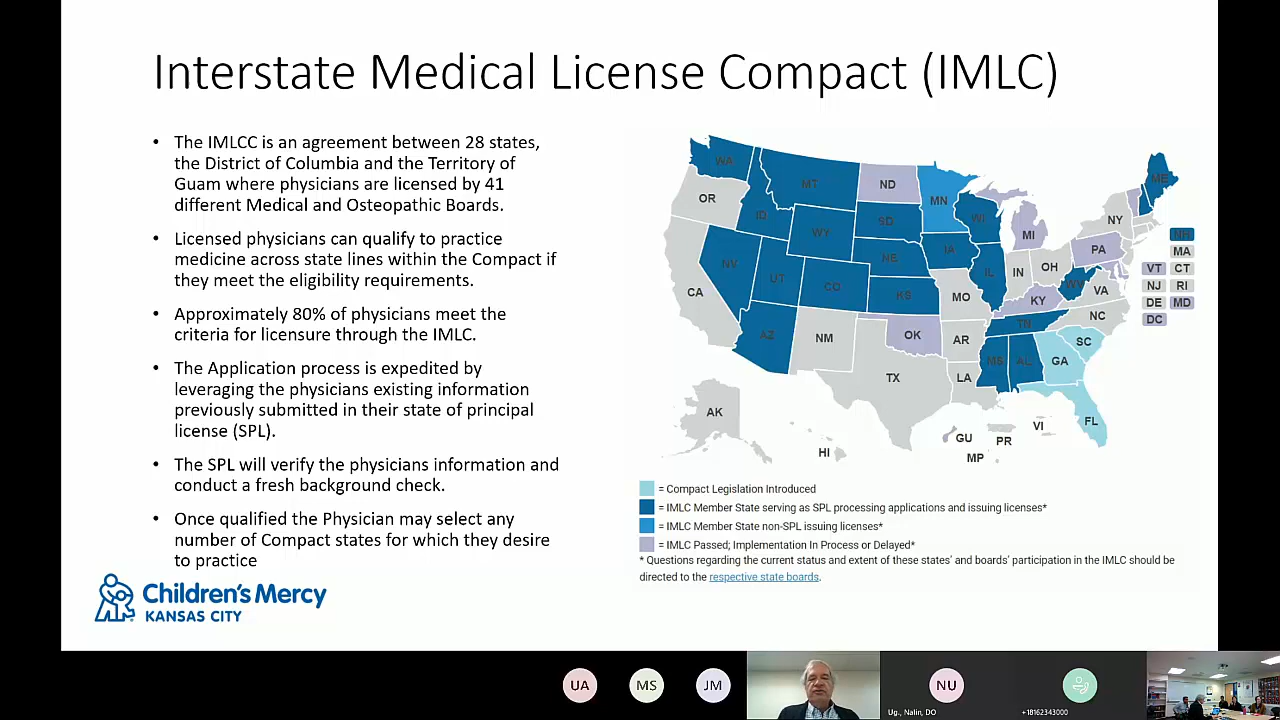 Interstate Medical License Compact (IMLC)
• The IMLCC is an agreement between 28 states,
the District of Columbia and the Territory of
Guam where physicians are licensed by 41
different Medical and Osteopathic Boards.
• Licensed physicians can qualify to practice
medicine across state lines within the Compact if
they meet the eligibility requirements.
• Approximately 80% of physicians meet the
criteria for licensure through the IMLC.
• The Application process is expedited by
leveraging the physicians existing information
previously submitted in their state of principal
license (SPL).
• The SPL will verify the physicians information and
conduct a fresh background check.
• Once qualified the Physician may select any
number of Compact states for which they desire
to practice
Children's Mercy
KANSAS CITY
WA
MT
ND
MN
ME
OR
ID
SD
WI
NY
WY
MI
NH
IA
PA
MA
NV
NE
VT
CT
UT
CO
IL
IN
OH
NJ
RI
CA
KS
MO
WV
VA
DE
MD
KY
NC
DC
AZ
NM
OK
TN
AR
SC
MS
AL
GA
TX
LA
AK
FL
HI
GU
PR
VI
MP
= Compact Legislation Introduced
= IMLC Member State serving as SPL processing applications and issuing licenses*
= IMLC Member State non-SPL issuing licenses*
= IMLC Passed; Implementation In Process or Delayed*
* Questions regarding the current status and extent of these states' and boards' participation in the IMLC should be
directed to the respective state boards.
UA
MS
JM
NU
Ug., Nalin, DO
+18162343000